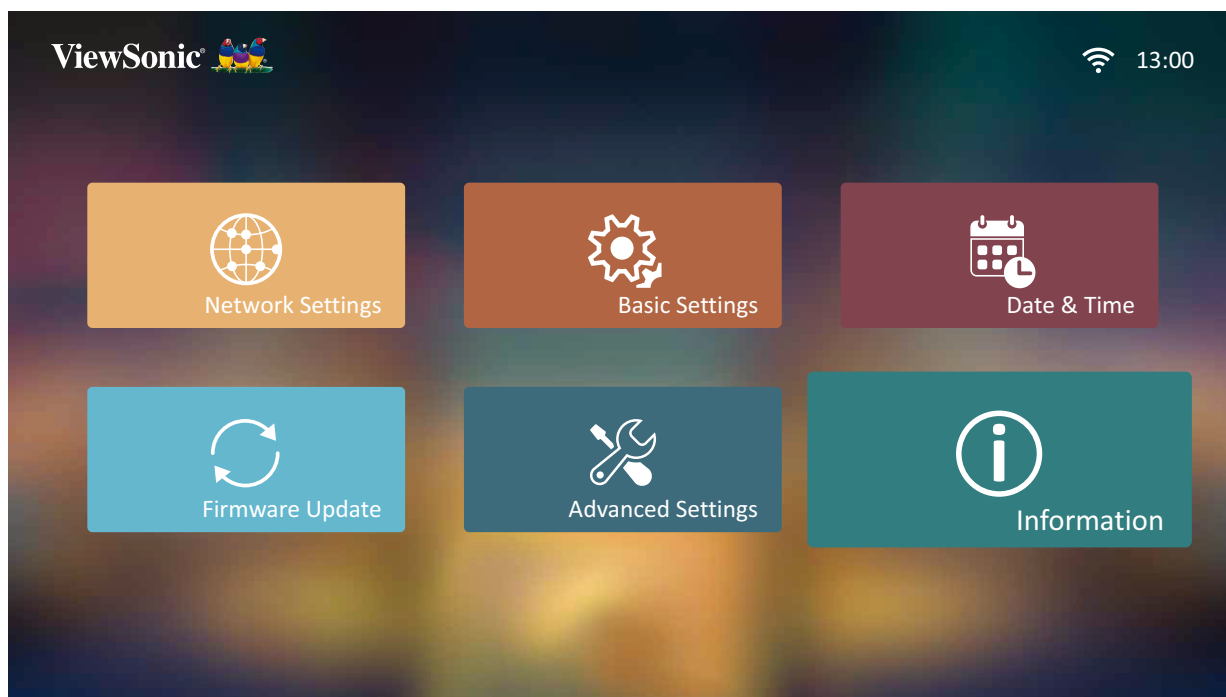 ViewSonic®
13:00
Network Settings
Basic Settings
Date & Time
Firmware Update
Advanced Settings
Information